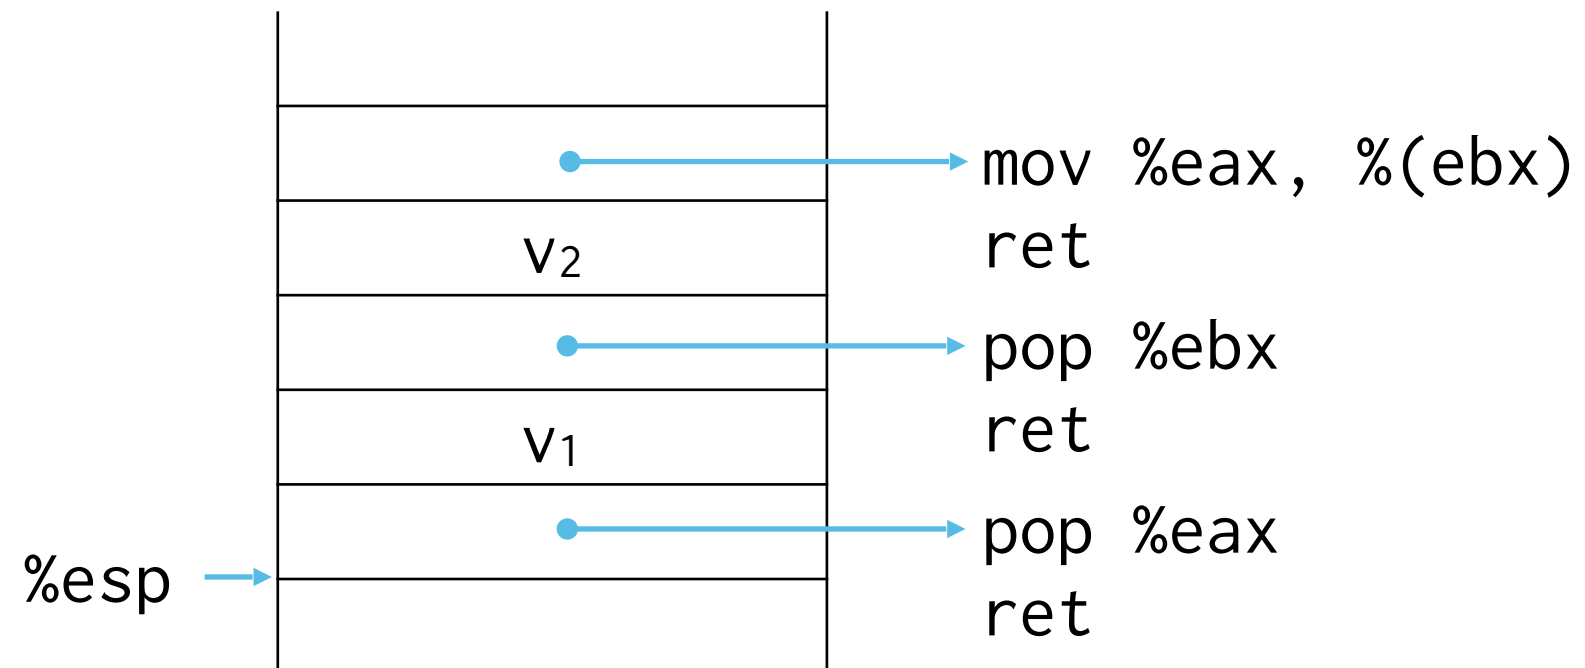 mov %eax, %(ebx)
ret
v₂
pop %ebx
ret
v₁
pop %eax
%esp
ret